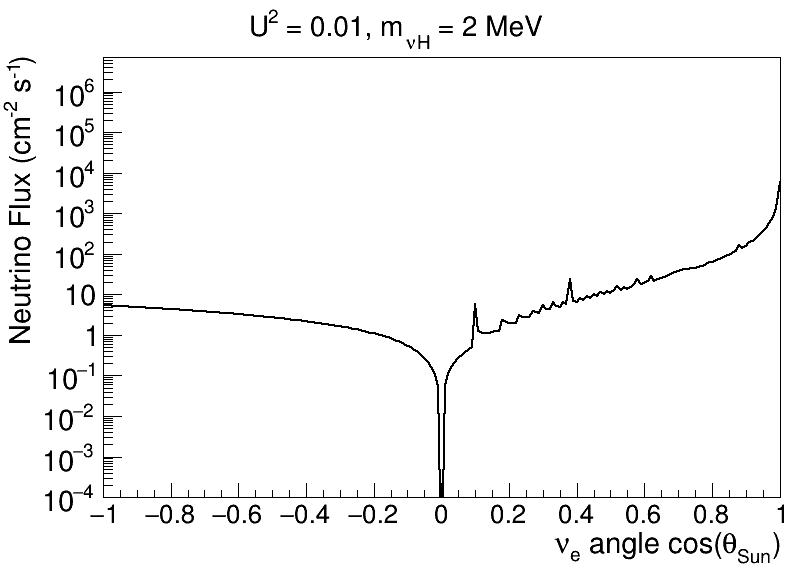 U² = 0.01, m_νH = 2 MeV
Neutrino Flux (cm⁻² s⁻¹)
10⁶
10⁵
10⁴
10³
10²
10
1
10⁻¹
10⁻²
10⁻³
10⁻⁴
−1 −0.8 −0.6 −0.4 −0.2 0 0.2 0.4 0.6 0.8 1
ν_e angle cos(θ_Sun)